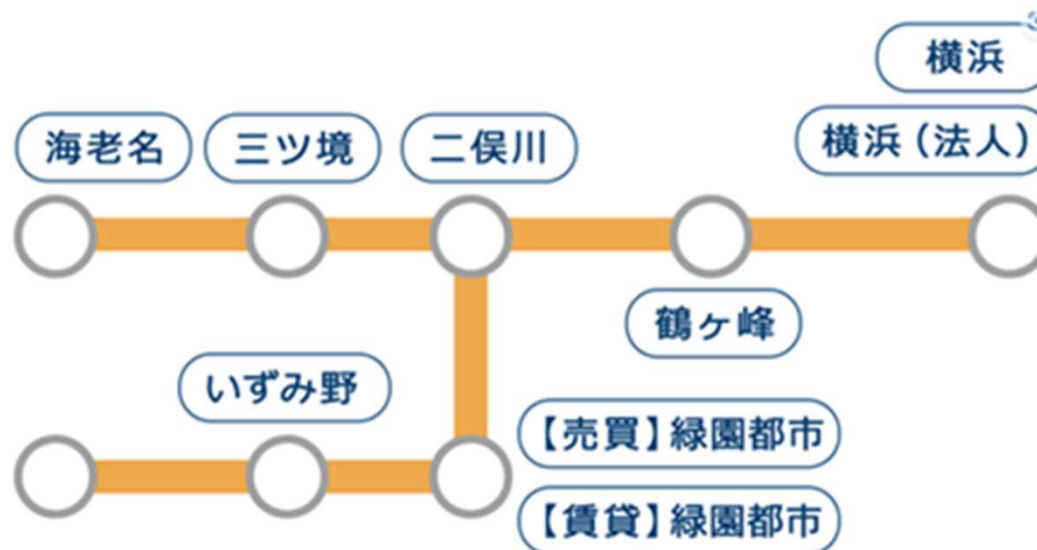 横浜
海老名
三ツ境
二俣川
横浜（法人）
鶴ヶ峰
いずみ野
【売買】緑園都市
【賃貸】緑園都市